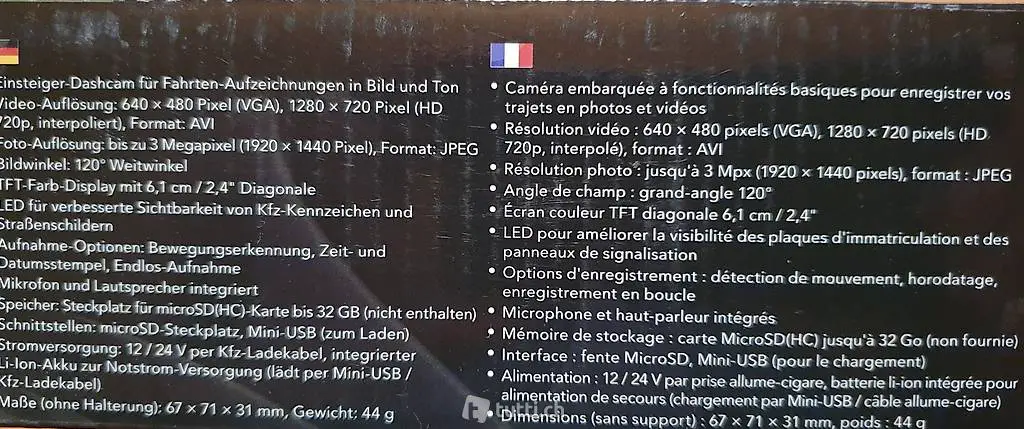 Einsteiger-Dashcam für Fahrten-Aufzeichnungen in Bild und Ton
Video-Auflösung: 640 × 480 Pixel (VGA), 1280 × 720 Pixel (HD
720p, interpoliert), Format: AVI
Foto-Auflösung: bis zu 3 Megapixel (1920 × 1440 Pixel), Format: JPEG
Bildwinkel: 120° Weitwinkel
TFT-Farb-Display mit 6,1 cm / 2,4" Diagonale
LED für verbesserte Sichtbarkeit von Kfz-Kennzeichen und
Straßenschildern
Aufnahme-Optionen: Bewegungserkennung, Zeit- und
Datumsstempel, Endlos-Aufnahme
Mikrofon und Lautsprecher integriert
Speicher: Steckplatz für microSD(HC)-Karte bis 32 GB (nicht enthalten)
Schnittstellen: microSD-Steckplatz, Mini-USB (zum Laden)
Stromversorgung: 12 / 24 V per Kfz-Ladekabel, integrierter
Li-Ion-Akku zur Notstrom-Versorgung (lädt per Mini-USB /
Kfz-Ladekabel)
Maße (ohne Halterung): 67 × 71 × 31 mm, Gewicht: 44 g
• Caméra embarquée à fonctionnalités basiques pour enregistrer vos
trajets en photos et vidéos
• Résolution vidéo : 640 × 480 pixels (VGA), 1280 × 720 pixels (HD
720p, interpolé), format : AVI
• Résolution photo : jusqu'à 3 Mpx (1920 × 1440 pixels), format : JPEG
• Angle de champ : grand-angle 120°
• Écran couleur TFT diagonale 6,1 cm / 2,4"
• LED pour améliorer la visibilité des plaques d'immatriculation et des
panneaux de signalisation
• Options d'enregistrement : détection de mouvement, horodatage,
enregistrement en boucle
• Microphone et haut-parleur intégrés
• Mémoire de stockage : carte MicroSD(HC) jusqu'à 32 Go (non fournie)
• Interface : fente MicroSD, Mini-USB (pour le chargement)
• Alimentation : 12 / 24 V par prise allume-cigare, batterie li-ion intégrée pour
alimentation de secours (chargement par Mini-USB / câble allume-cigare)
• Dimensions (sans support) : 67 × 71 × 31 mm, poids : 44 g
tutti.ch